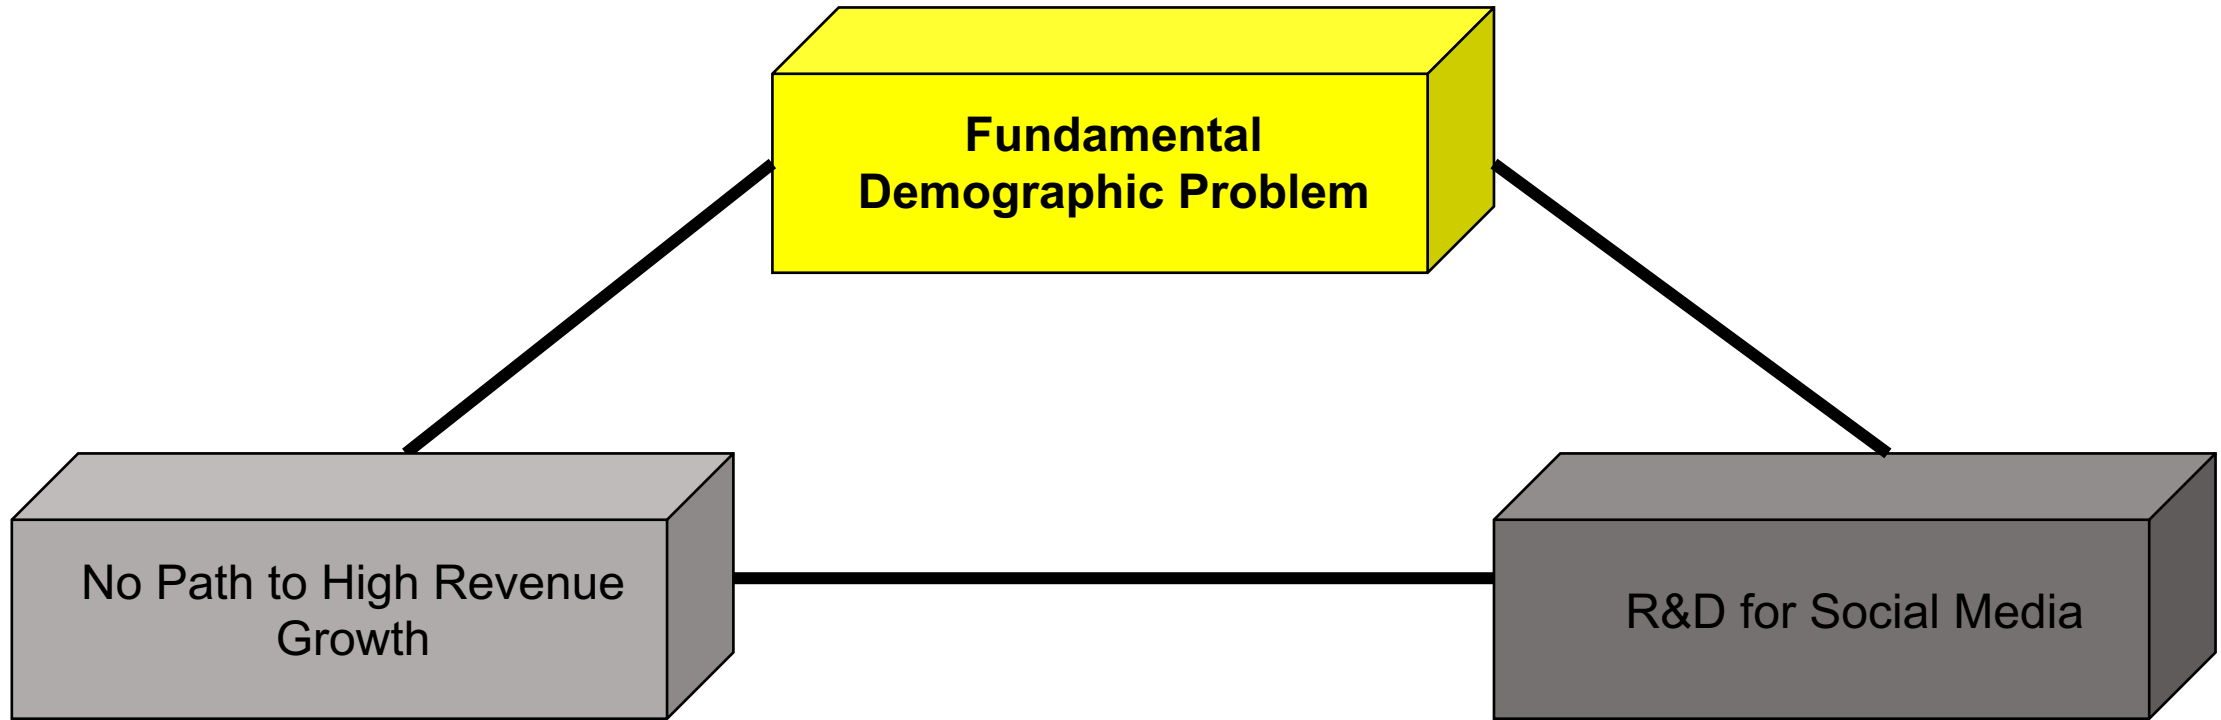 Fundamental
Demographic Problem
No Path to High Revenue
Growth
R&D for Social Media